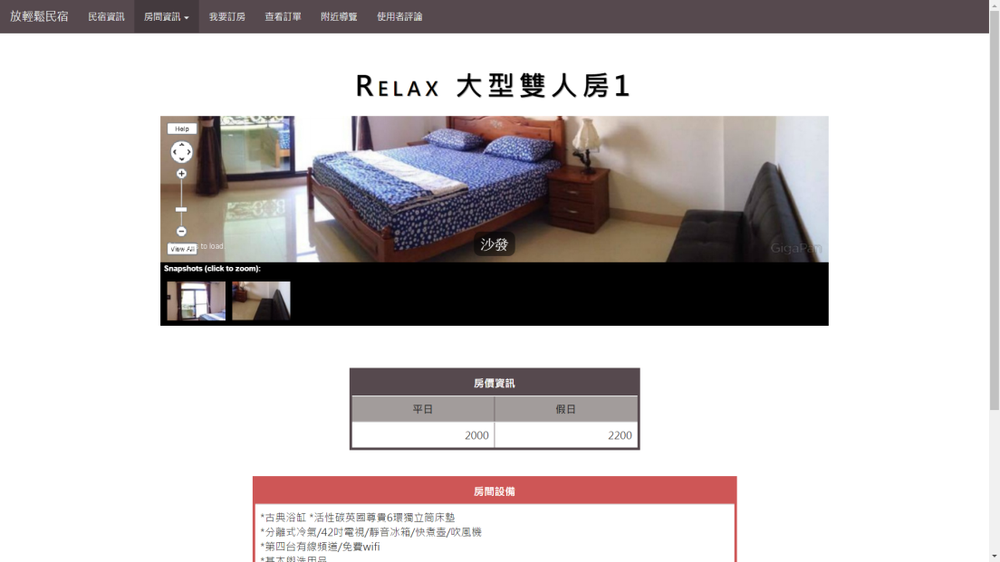 放輕鬆民宿 民宿資訊 房間資訊 我要訂房 查看訂單 附近導覽 使用者評論
RELAX 大型雙人房1
Help
沙發
to load
View All
GigaPan
Snapshots (click to zoom):
房價資訊
平日 假日
2000 2200
房間設備
*古典浴缸 *活性碳英國尊貴6環獨立筒床墊
*分離式冷氣/42吋電視/靜音冰箱/快煮壺/吹風機
*第四台有線頻道/免費wifi
*基本盥洗用品